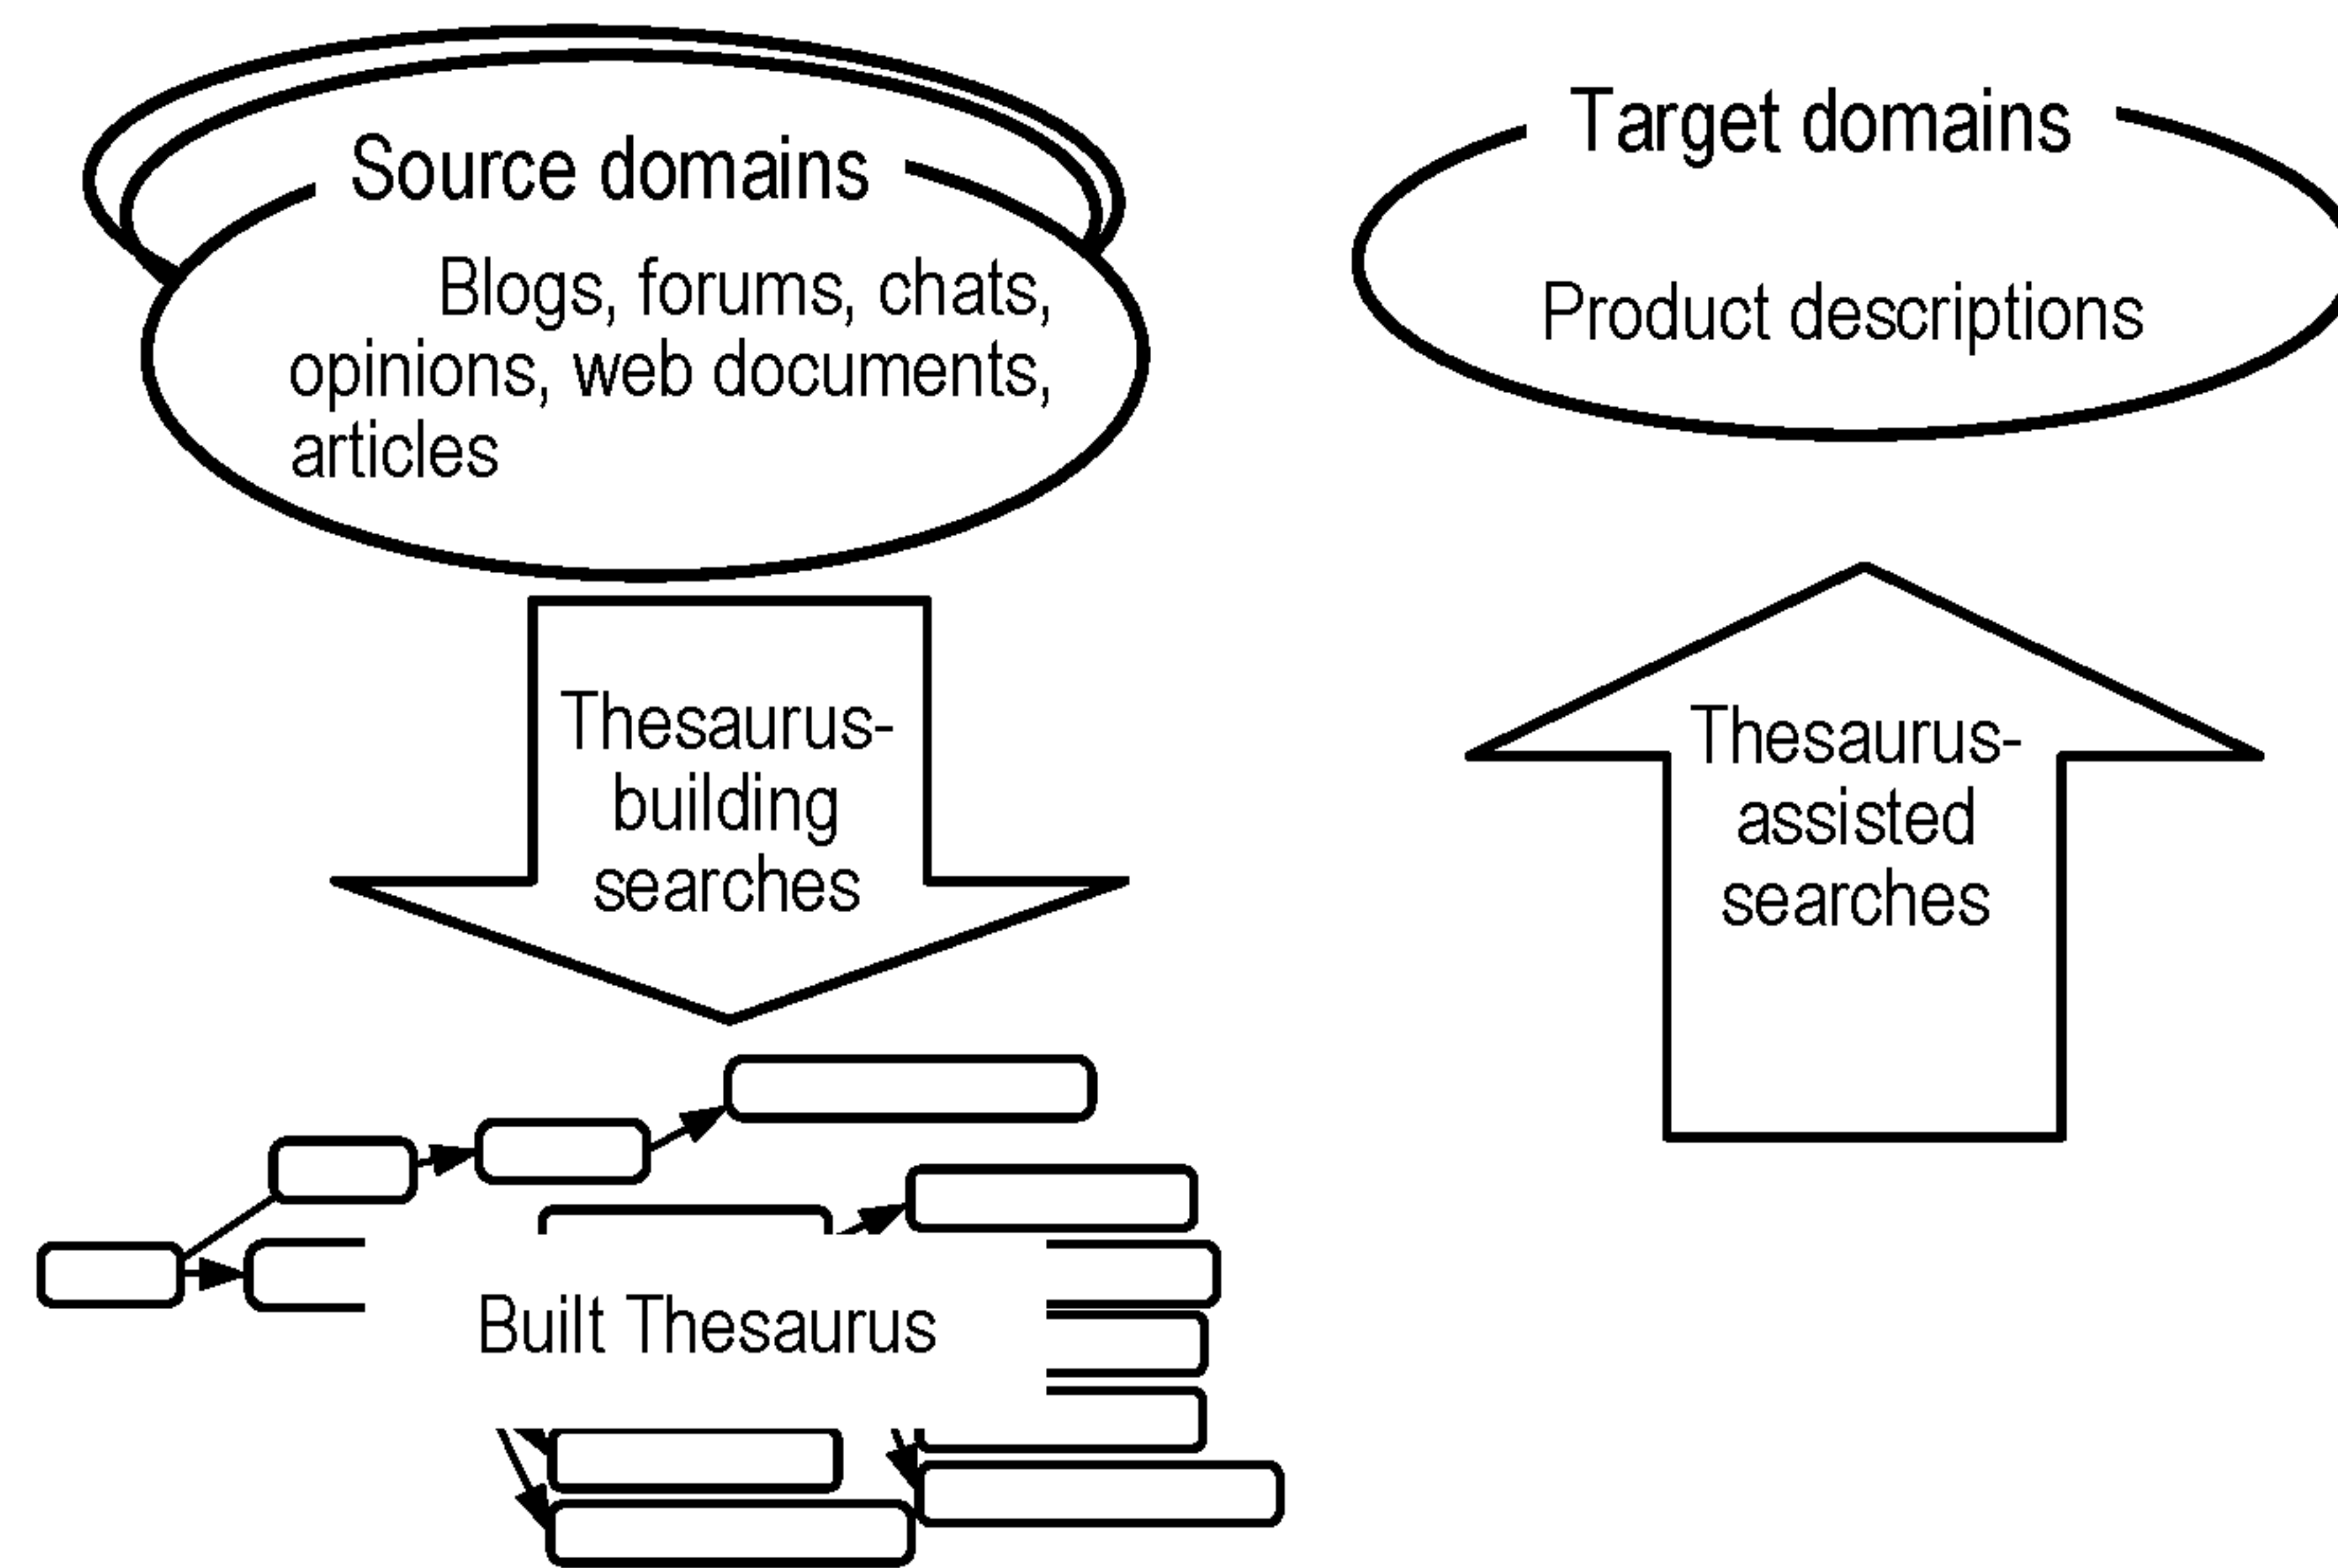 Source domains
Blogs, forums, chats,
opinions, web documents,
articles
Target domains
Product descriptions
Thesaurus-
building
searches
Thesaurus-
assisted
searches
Built Thesaurus